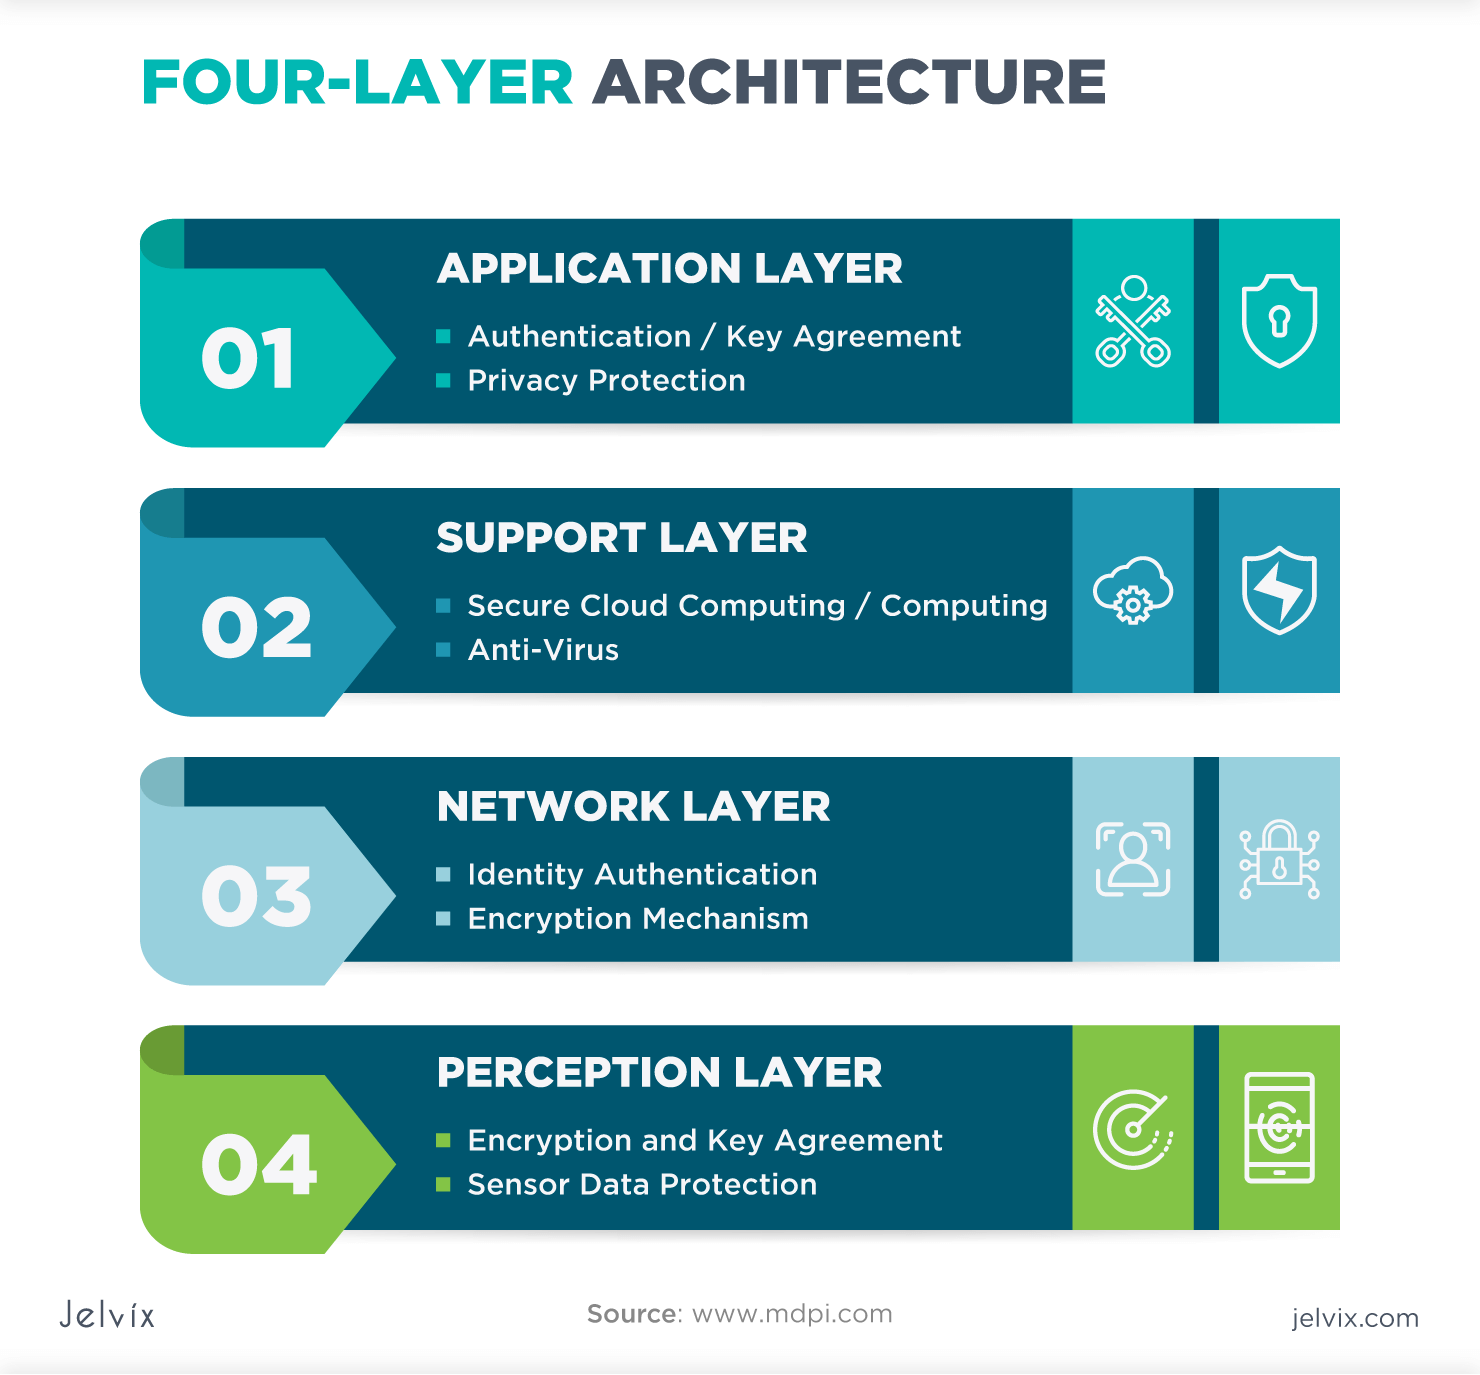 FOUR-LAYER ARCHITECTURE
01
APPLICATION LAYER
Authentication / Key Agreement
Privacy Protection
02
SUPPORT LAYER
Secure Cloud Computing / Computing
Anti-Virus
03
NETWORK LAYER
Identity Authentication
Encryption Mechanism
04
PERCEPTION LAYER
Encryption and Key Agreement
Sensor Data Protection
Jelvix
Source: www.mdpi.com
jelvix.com